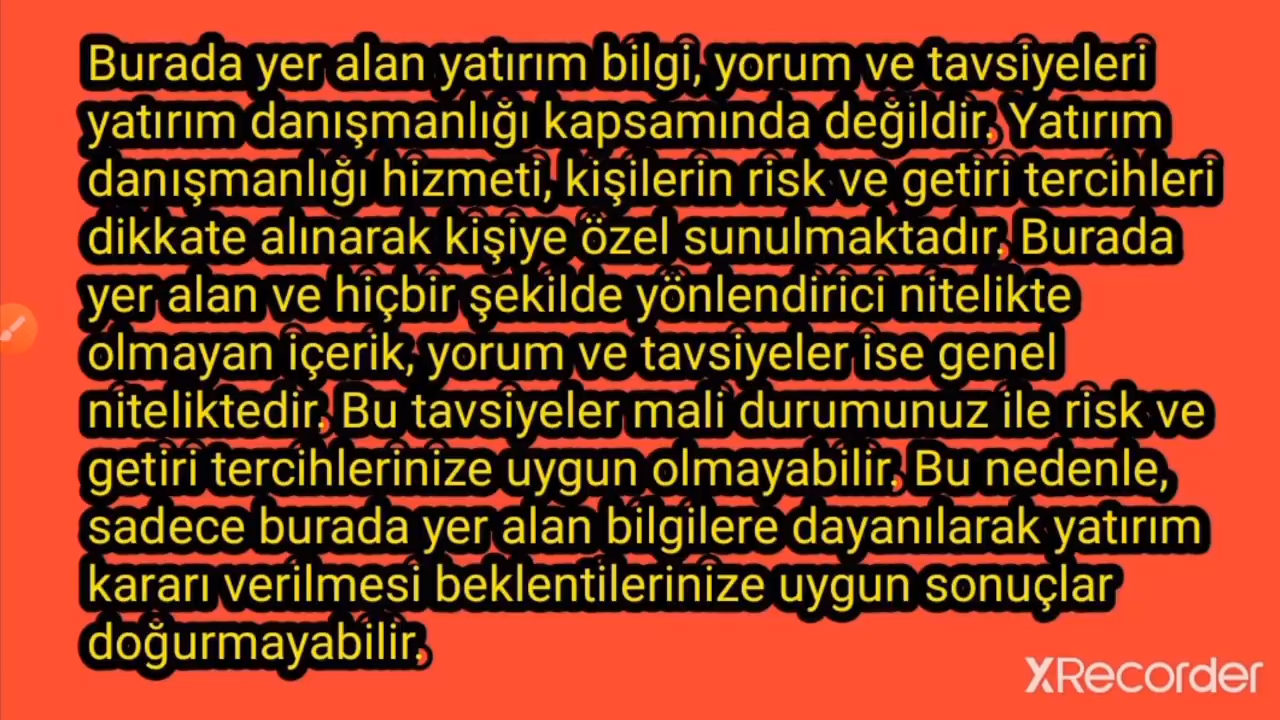 Burada yer alan yatırım bilgi, yorum ve tavsiyeleri
yatırım danışmanlığı kapsamında değildir. Yatırım
danışmanlığı hizmeti, kişilerin risk ve getiri tercihleri
dikkate alınarak kişiye özel sunulmaktadır. Burada
yer alan ve hiçbir şekilde yönlendirici nitelikte
olmayan içerik, yorum ve tavsiyeler ise genel
niteliktedir. Bu tavsiyeler mali durumunuz ile risk ve
getiri tercihlerinize uygun olmayabilir. Bu nedenle,
sadece burada yer alan bilgilere dayanılarak yatırım
kararı verilmesi beklentilerinize uygun sonuçlar
doğurmayabilir.
XRecorder